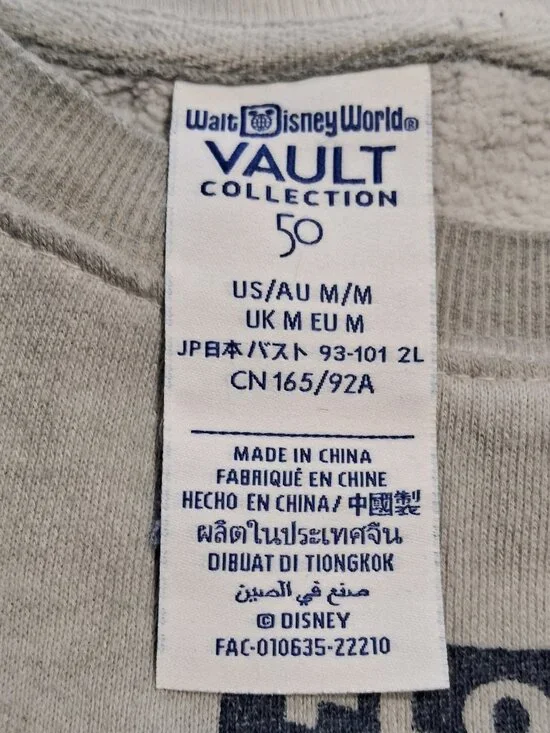 Walt Disney World®
VAULT
COLLECTION
50
US/AU M/M
UK M EU M
JP日本 バスト 93-101 2L
CN 165/92A
MADE IN CHINA
FABRIQUÉ EN CHINE
HECHO EN CHINA/ 中國製
ผลิตในประเทศจีน
DIBUAT DI TIONGKOK
صنع في الصين
© DISNEY
FAC-010635-22210